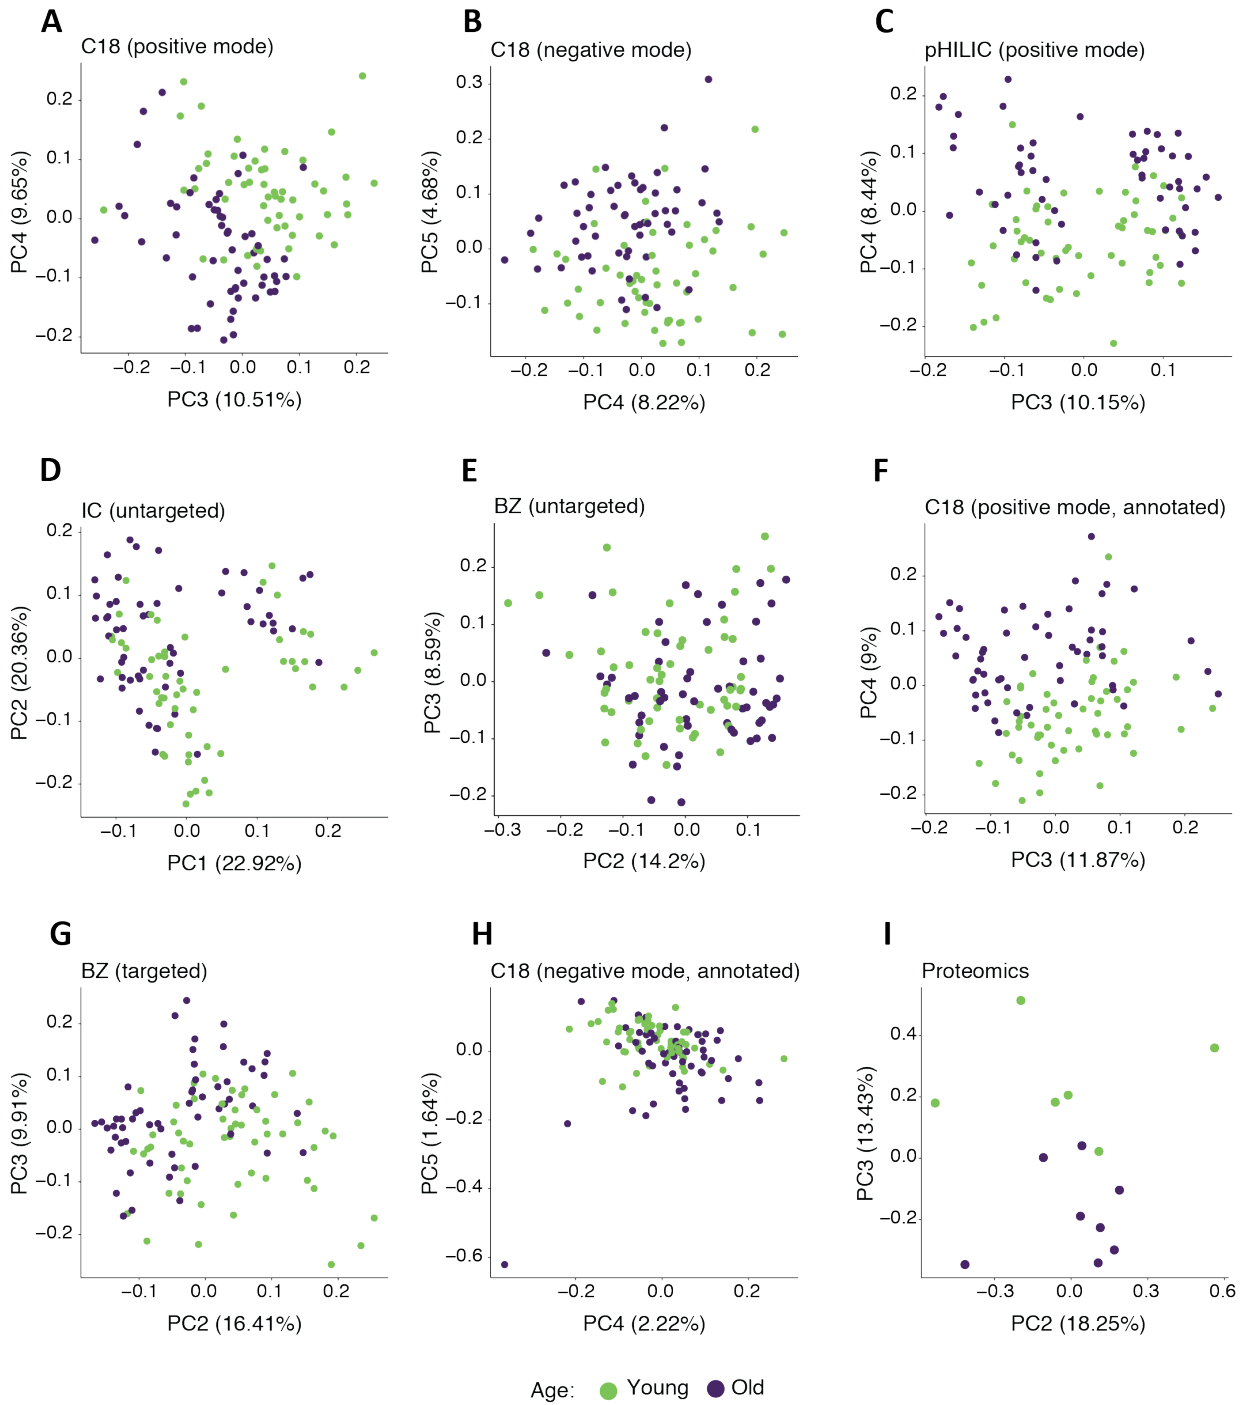 A
C18 (positive mode)
0.2
0.1
0.0
−0.1
−0.2
PC4 (9.65%)
−0.2 −0.1 0.0 0.1 0.2
PC3 (10.51%)
B
C18 (negative mode)
0.3
0.2
0.1
0.0
−0.1
PC5 (4.68%)
−0.2 −0.1 0.0 0.1 0.2
PC4 (8.22%)
C
pHILIC (positive mode)
0.2
0.1
0.0
−0.1
−0.2
PC4 (8.44%)
−0.2 −0.1 0.0 0.1
PC3 (10.15%)
D
IC (untargeted)
0.2
0.1
0.0
−0.1
−0.2
PC2 (20.36%)
−0.1 0.0 0.1 0.2
PC1 (22.92%)
E
BZ (untargeted)
0.2
0.1
0.0
−0.1
−0.2
PC3 (8.59%)
−0.3 −0.2 −0.1 0.0 0.1
PC2 (14.2%)
F
C18 (positive mode, annotated)
0.2
0.1
0.0
−0.1
−0.2
PC4 (9%)
−0.2 −0.1 0.0 0.1 0.2
PC3 (11.87%)
G
BZ (targeted)
0.2
0.1
0.0
−0.1
−0.2
PC3 (9.91%)
−0.1 0.0 0.1 0.2
PC2 (16.41%)
H
C18 (negative mode, annotated)
0.0
−0.2
−0.4
−0.6
PC5 (1.64%)
−0.2 0.0 0.2
PC4 (2.22%)
I
Proteomics
0.4
0.2
0.0
−0.2
PC3 (13.43%)
−0.3 0.0 0.3 0.6
PC2 (18.25%)
Age: Young Old